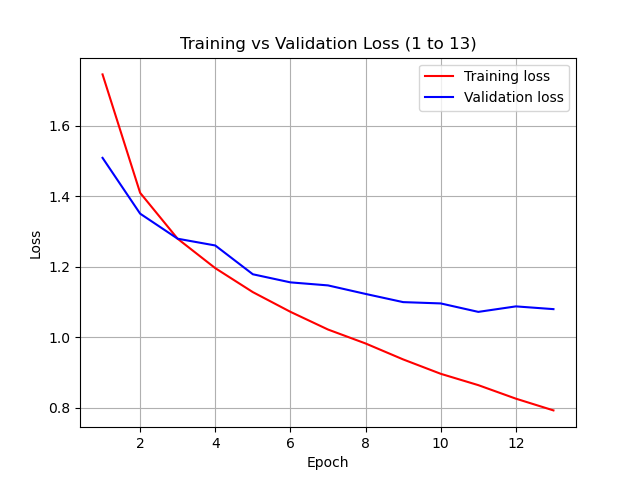 Training vs Validation Loss (1 to 13)
Training loss
Validation loss
1.6
1.4
1.2
1.0
0.8
Loss
2 4 6 8 10 12
Epoch